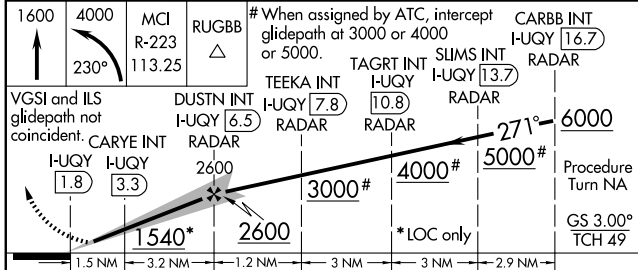 1600
4000
230°
MCI
R-223
113.25
RUGBB
# When assigned by ATC, intercept
glidepath at 3000 or 4000
or 5000.
VGSI and ILS
glidepath not
coincident.
CARBB INT
I-UQY 16.7
RADAR
SLIMS INT
I-UQY 13.7
RADAR
TAGRT INT
I-UQY
10.8
RADAR
TEEKA INT
I-UQY 7.8
RADAR
DUSTN INT
I-UQY 6.5
RADAR
2600
CARYE INT
I-UQY
3.3
I-UQY
1.8
271°
6000
5000#
4000#
3000#
2600
1540*
*LOC only
Procedure
Turn NA
GS 3.00°
TCH 49
1.5 NM
3.2 NM
1.2 NM
3 NM
3 NM
2.9 NM